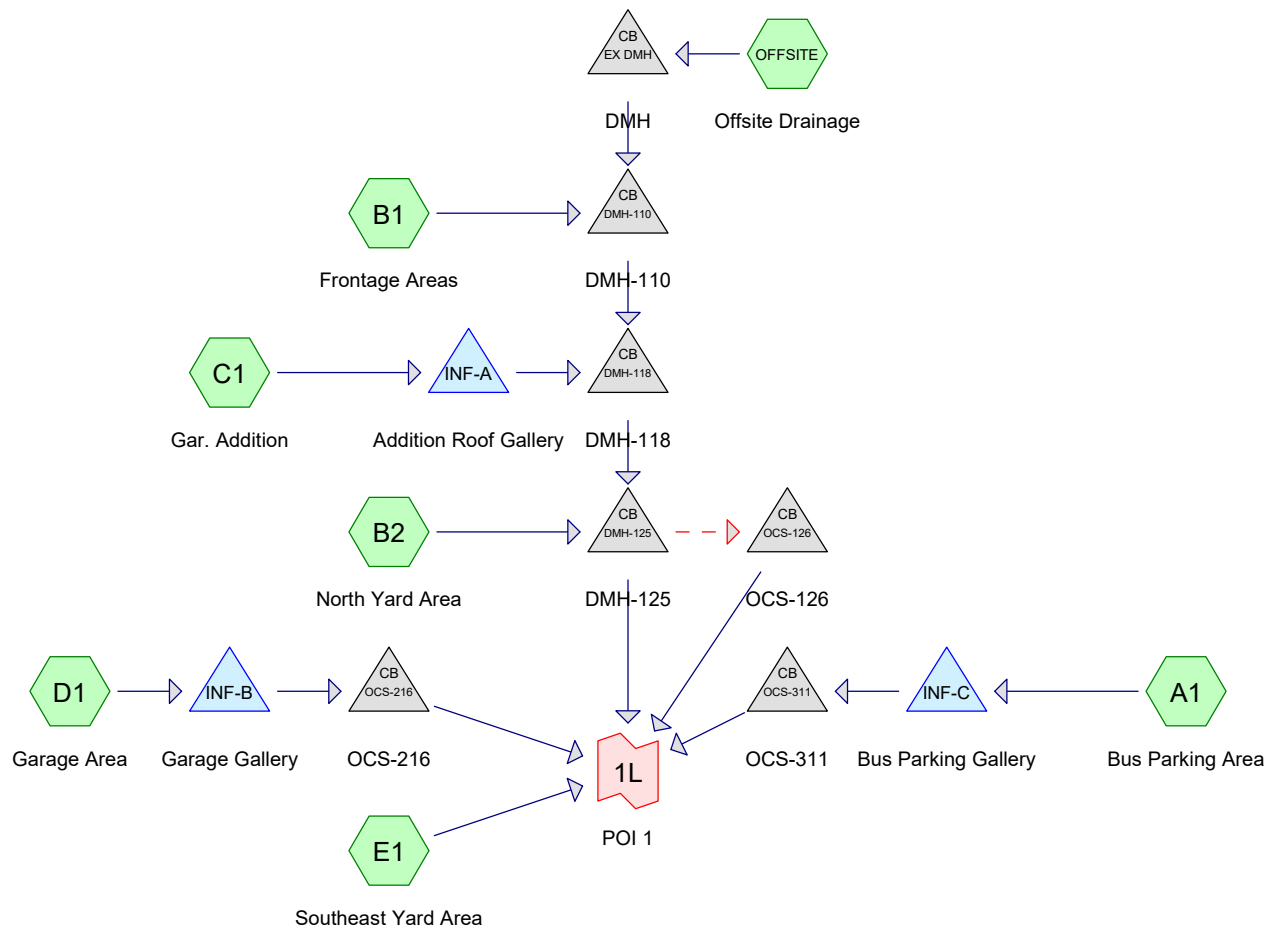 CB
EX DMH
OFFSITE
DMH
Offsite Drainage
B1
CB
DMH-110
Frontage Areas
DMH-110
C1
INF-A
CB
DMH-118
Gar. Addition
Addition Roof Gallery
DMH-118
B2
CB
DMH-125
CB
OCS-126
North Yard Area
DMH-125
OCS-126
D1
INF-B
CB
OCS-216
CB
OCS-311
INF-C
A1
Garage Area
Garage Gallery
OCS-216
1L
OCS-311
Bus Parking Gallery
Bus Parking Area
POI 1
E1
Southeast Yard Area